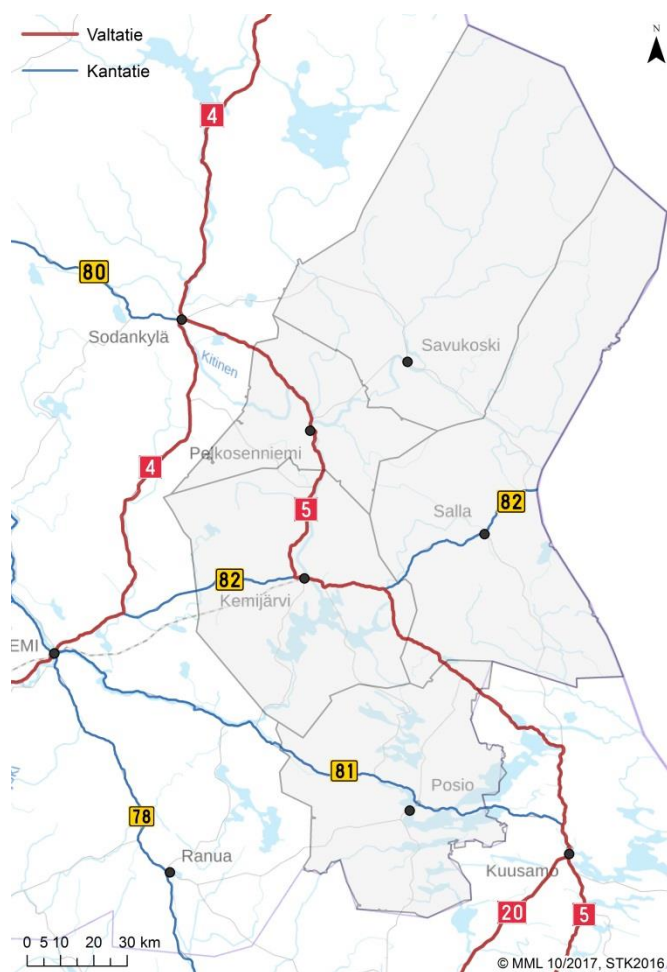 Valtatie
Kantatie
N
4
80
Sodankylä
Kitinen
Savukoski
Pelkosenniemi
4
5
Salla
82
82
Kemijärvi
EMI
81
Posio
78
Ranua
Kuusamo
20
5
0 5 10 20 30 km
© MML 10/2017, STK2016